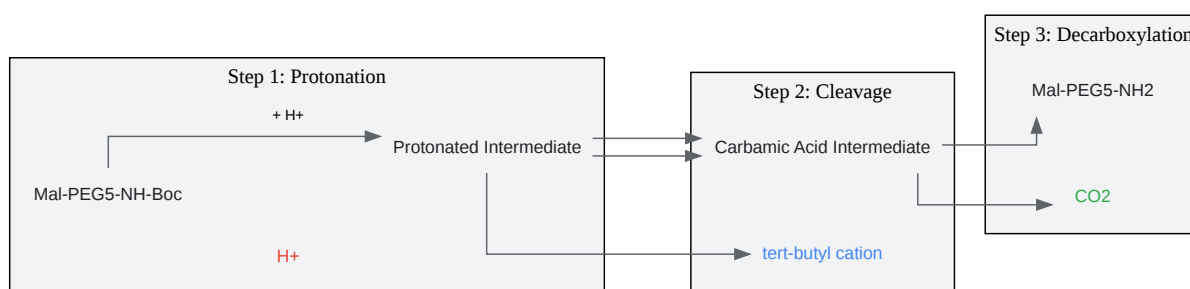 Step 1: Protonation
+ H+
Protonated Intermediate
Mal-PEG5-NH-Boc
H+
Step 2: Cleavage
Carbamic Acid Intermediate
tert-butyl cation
Step 3: Decarboxylation
Mal-PEG5-NH2
CO2